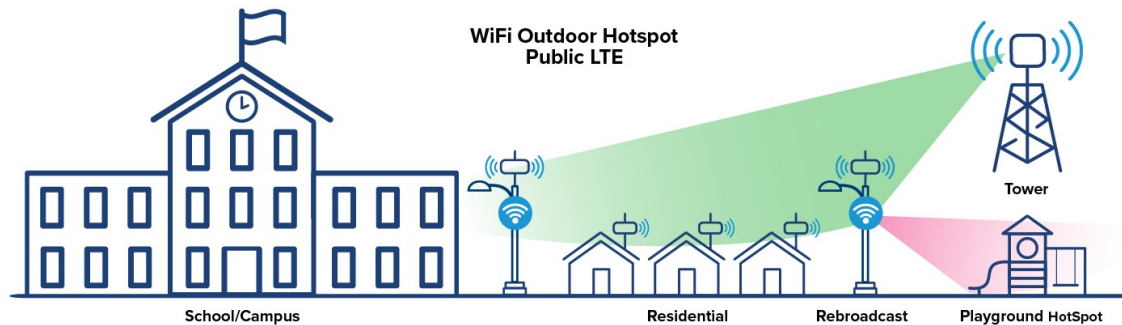 WiFi Outdoor Hotspot
Public LTE
Tower
School/Campus
Residential
Rebroadcast
Playground HotSpot